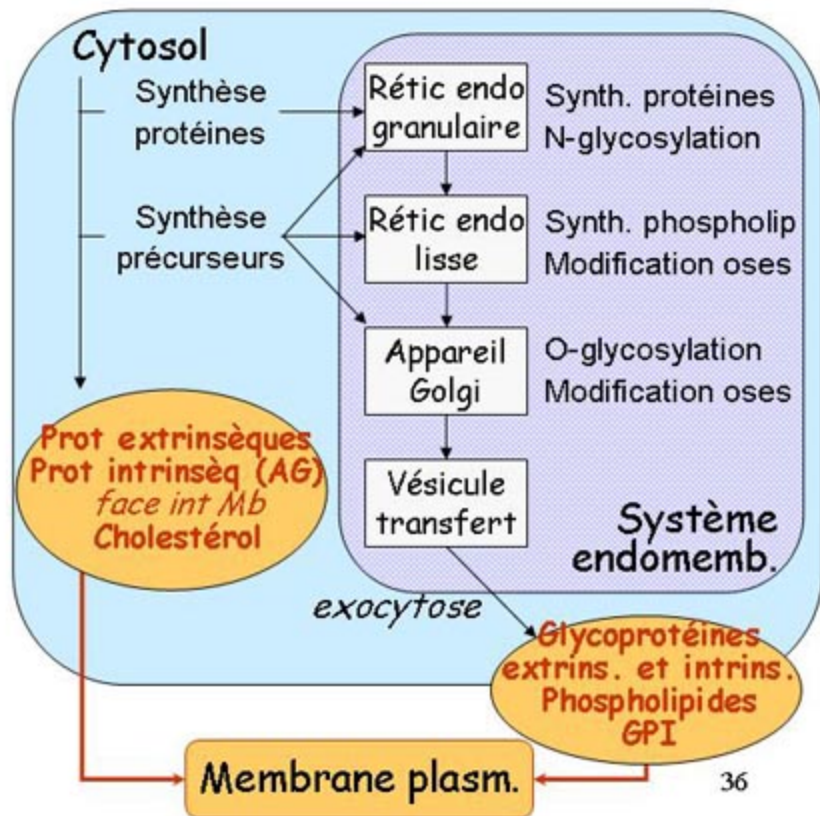 Cytosol
Synthèse
protéines
Synthèse
précurseurs
Rétic endo
granulaire
Synth. protéines
N-glycosylation
Rétic endo
lisse
Synth. phospholip
Modification oses
Appareil
Golgi
O-glycosylation
Modification oses
Vésicule
transfert
Système
endomemb.
Prot extrinsèques
Prot intrinsèq (AG)
face int Mb
Cholestérol
exocytose
Glycoprotéines
extrins. et intrins.
Phospholipides
GPI
Membrane plasm.
36